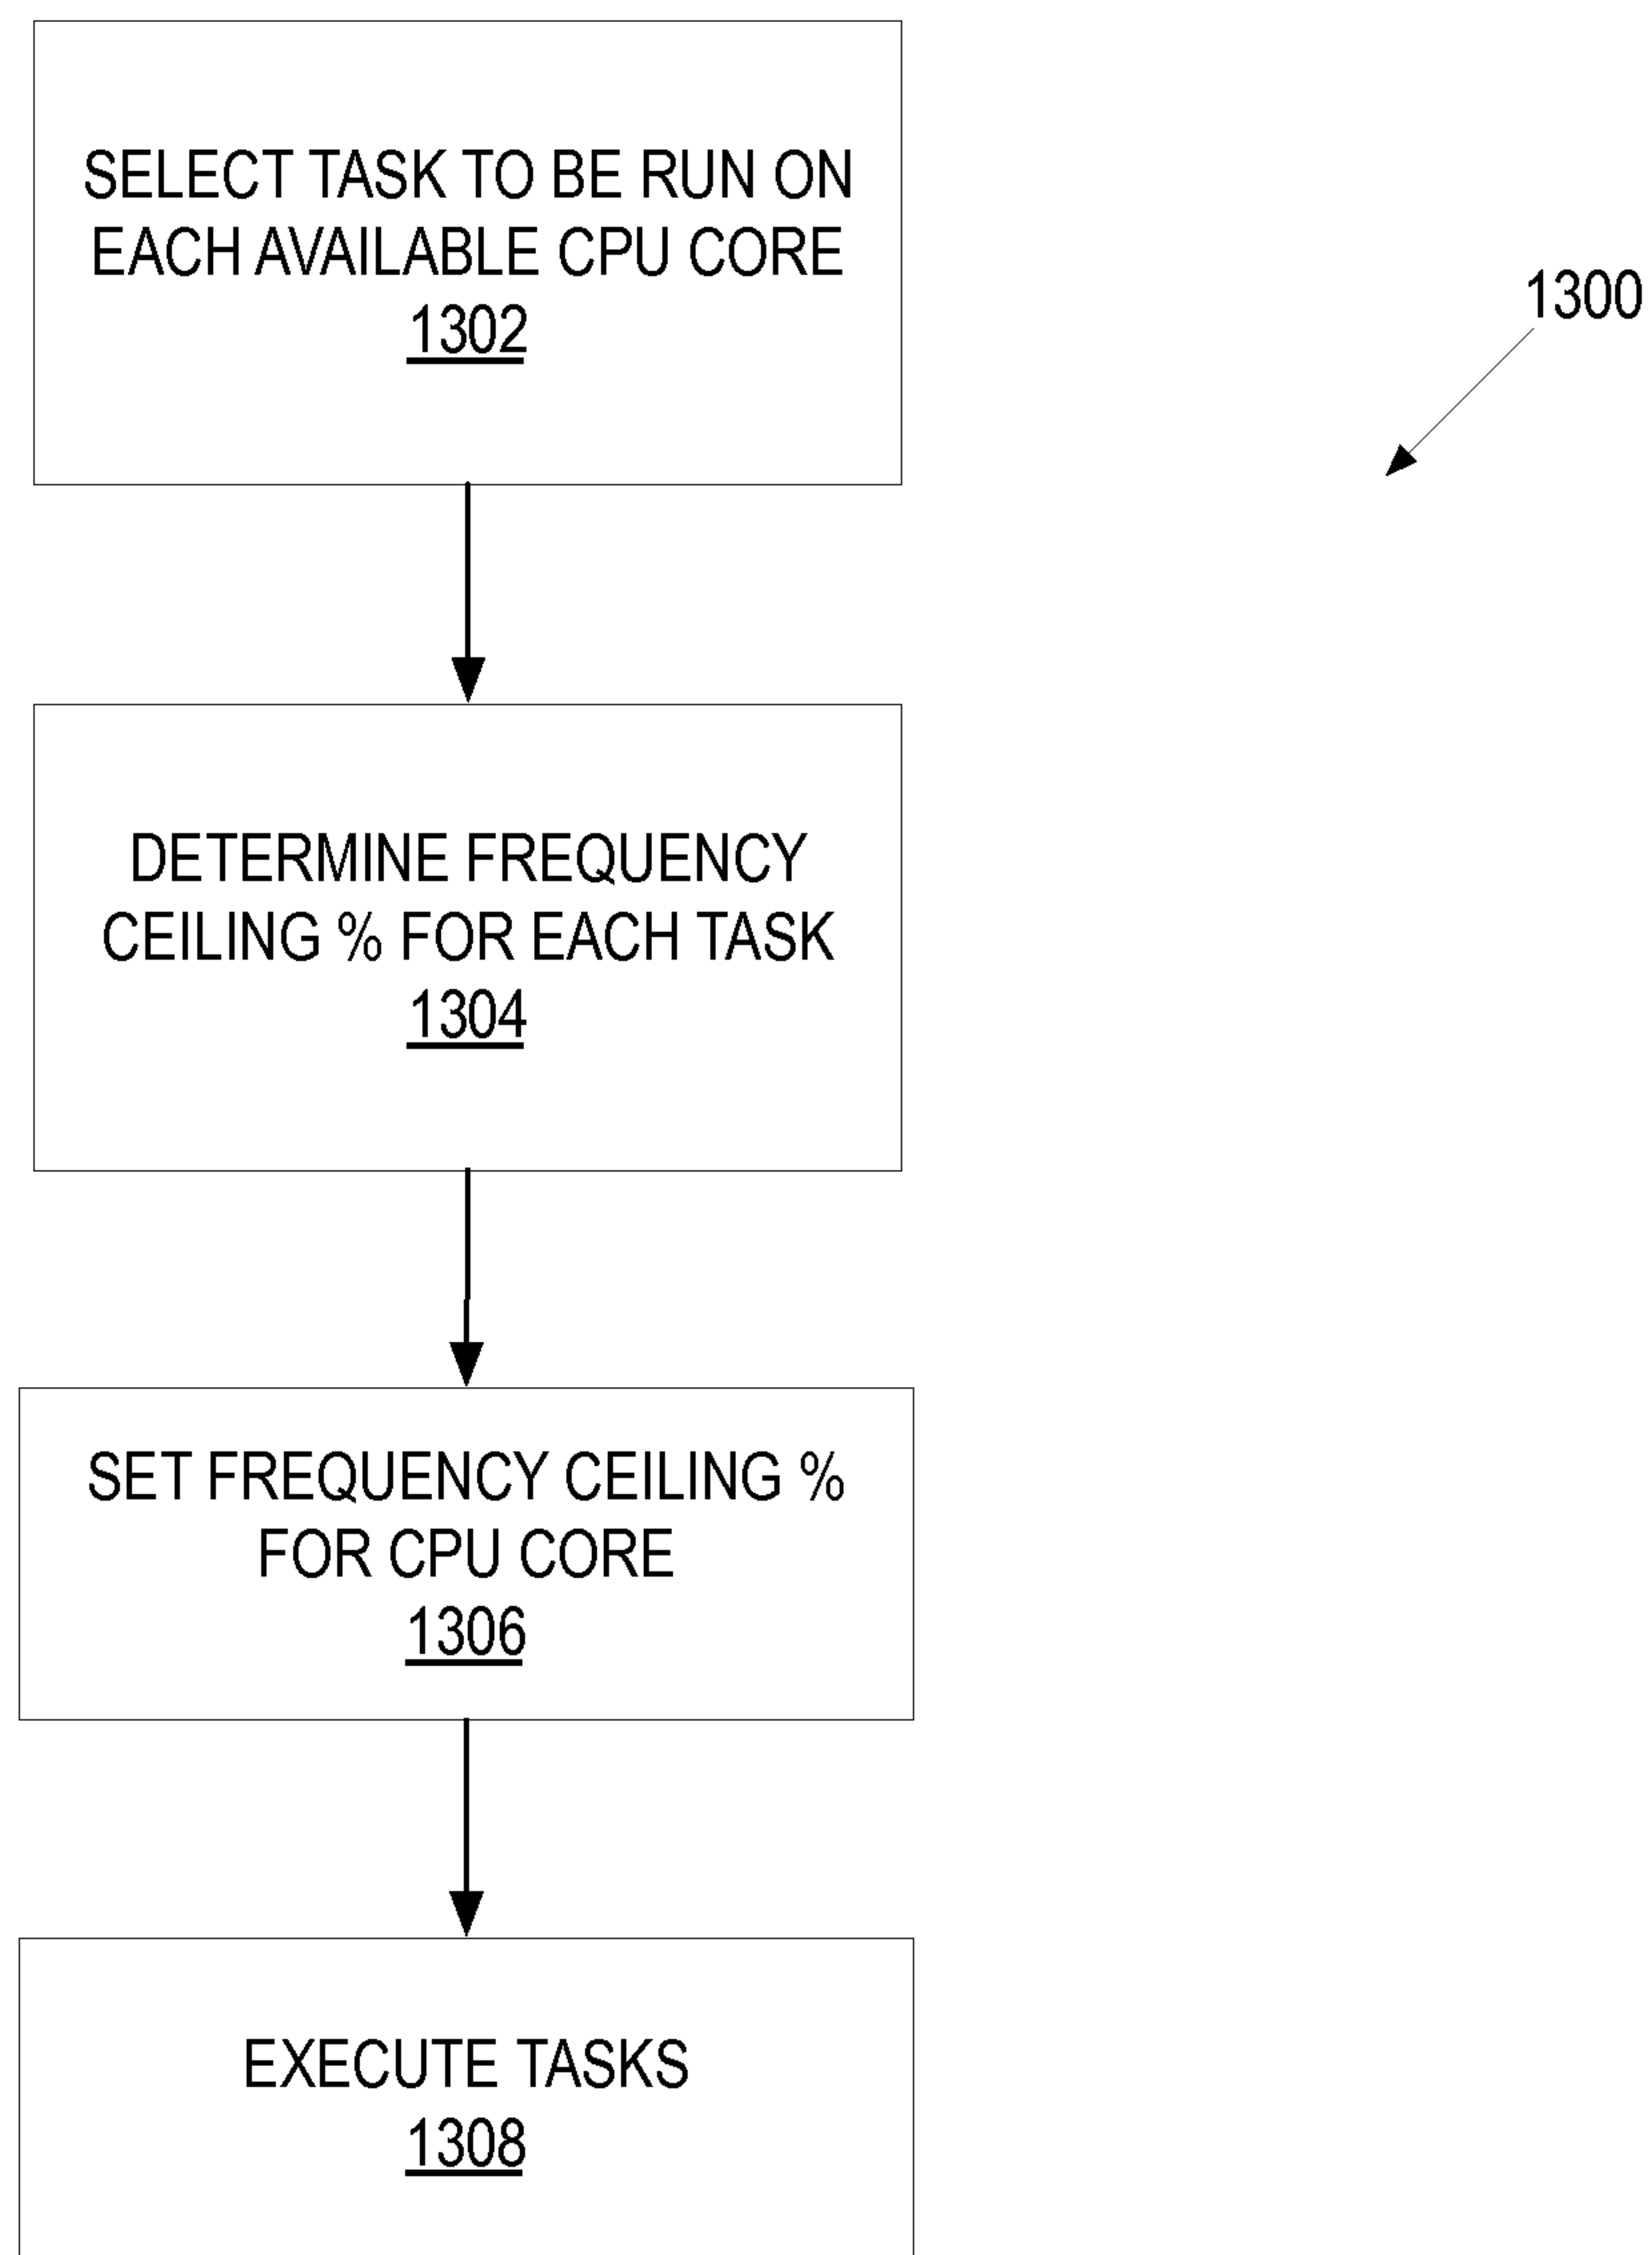 SELECT TASK TO BE RUN ON
EACH AVAILABLE CPU CORE
1302
1300
DETERMINE FREQUENCY
CEILING % FOR EACH TASK
1304
SET FREQUENCY CEILING %
FOR CPU CORE
1306
EXECUTE TASKS
1308